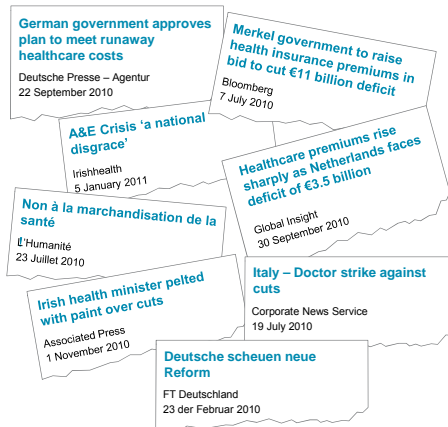 German government approves
plan to meet runaway
healthcare costs
Deutsche Presse – Agentur
22 September 2010
Merkel government to raise
health insurance premiums in
bid to cut €11 billion deficit
Bloomberg
7 July 2010
A&E Crisis ‘a national
disgrace’
Irishhealth
5 January 2011
Healthcare premiums rise
sharply as Netherlands faces
deficit of €3.5 billion
Global Insight
30 September 2010
Non à la marchandisation de la
santé
L’Humanité
23 Juillet 2010
Irish health minister pelted
with paint over cuts
Associated Press
1 November 2010
Italy – Doctor strike against
cuts
Corporate News Service
19 July 2010
Deutsche scheuen neue
Reform
FT Deutschland
23 der Februar 2010